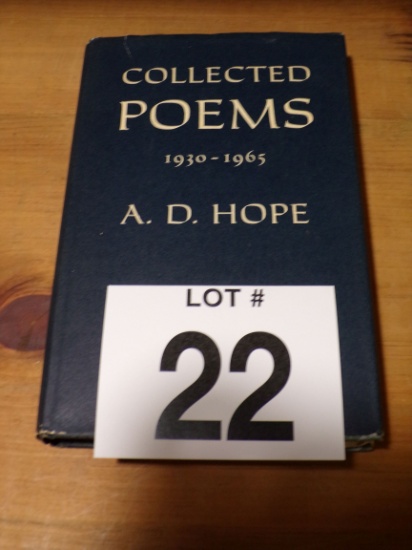 COLLECTED
POEMS
1930-1965
A. D. HOPE
LOT #
22